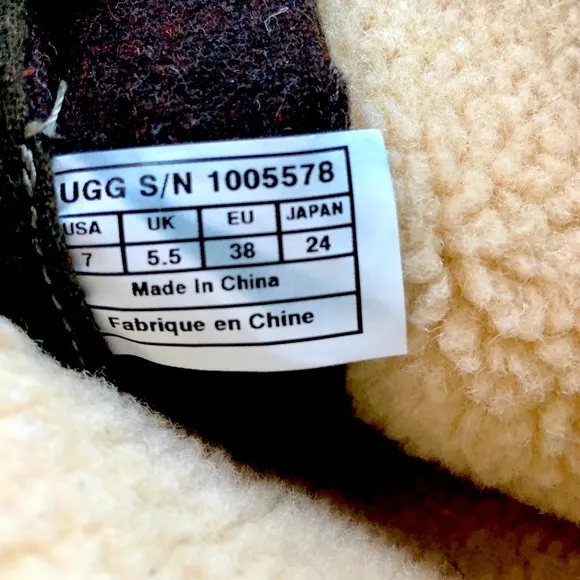 UGG S/N 1005578
USA UK EU JAPAN
7 5.5 38 24
Made In China
Fabrique en Chine